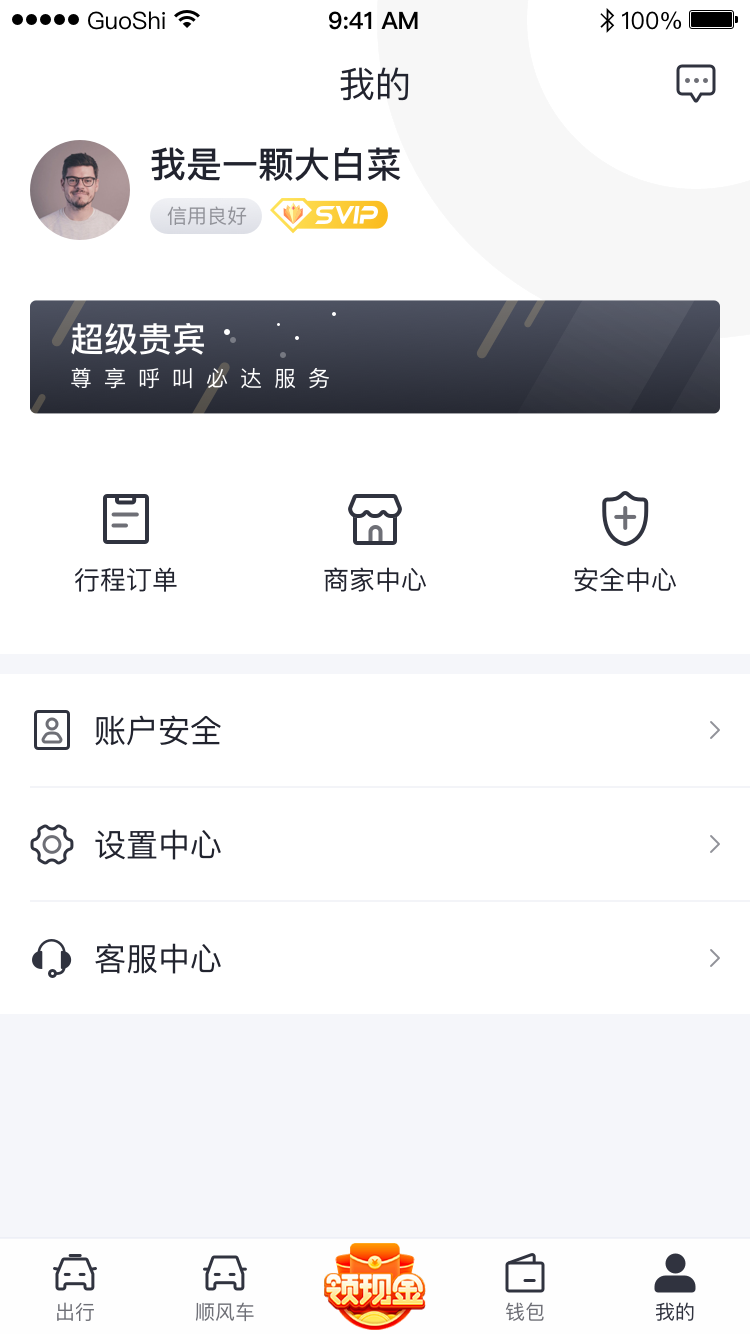 GuoShi 9:41 AM 100%
我的
我是一颗大白菜
信用良好 SVIP
超级贵宾
尊享呼叫必达服务
行程订单 商家中心 安全中心
账户安全
设置中心
客服中心
领现金
出行 顺风车 钱包 我的